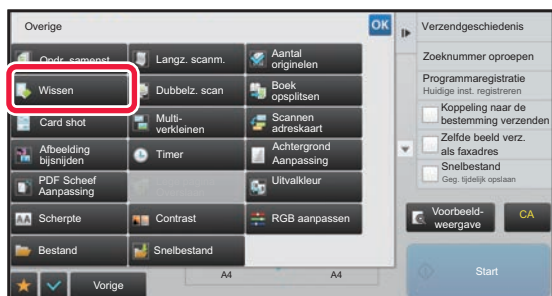 Overige
OK
Opdr. samenst.
Langz. scanm.
Aantal
originelen
Wissen
Dubbelz. scan
Boek
opsplitsen
Card shot
Multi-
verkleinen
Scannen
adreskaart
Afbeelding
bijsnijden
Timer
Achtergrond
Aanpassing
PDF Scheef
Aanpassing
Uitvalkleur
Scherpte
Contrast
RGB aanpassen
Bestand
Snelbestand
Vorige
A4
A4
Verzendgeschiedenis
Zoeknummer oproepen
Programmaregistratie
Huidige inst. registreren
Koppeling naar de
bestemming verzenden
Zelfde beeld verz.
als faxadres
Snelbestand
Geg. tijdelijk opslaan
Voorbeeld-
weergave
CA
Start